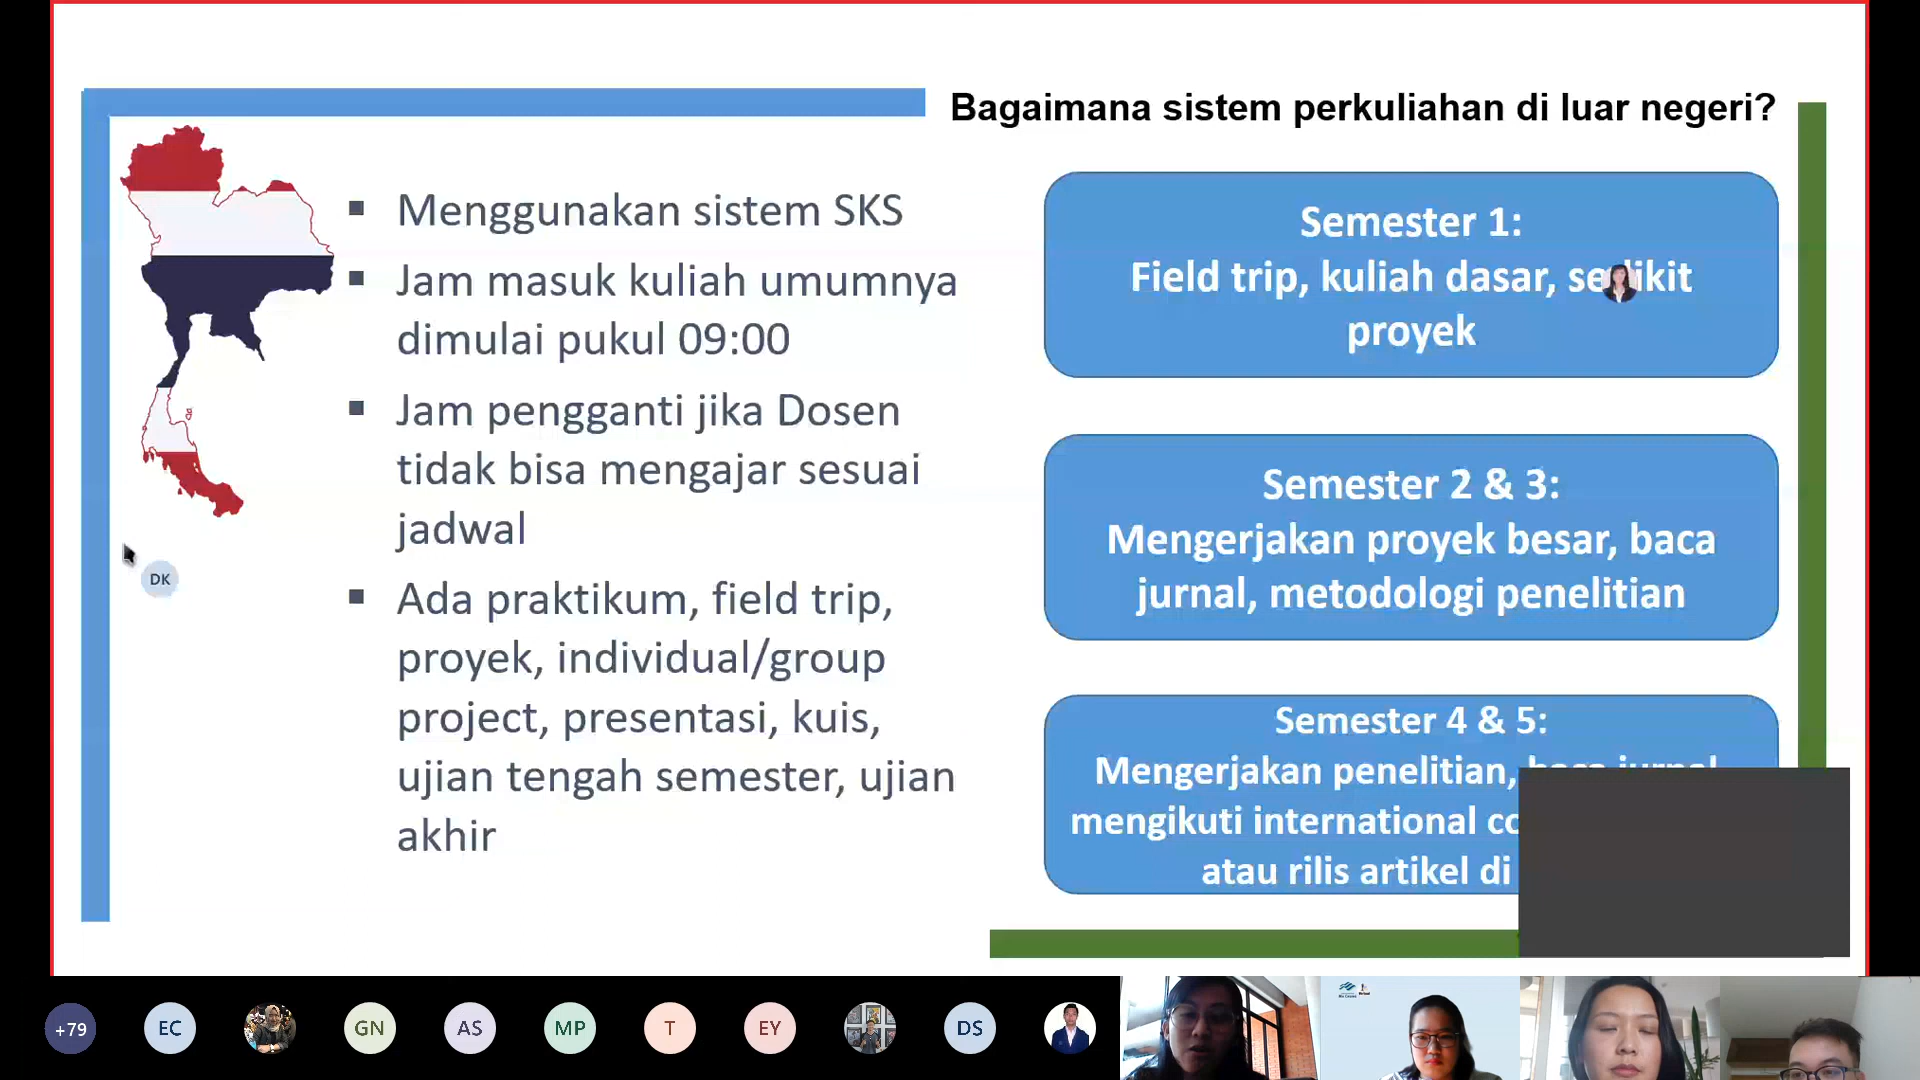 Bagaimana sistem perkuliahan di luar negeri?
Menggunakan sistem SKS
Jam masuk kuliah umumnya
dimulai pukul 09:00
Jam pengganti jika Dosen
tidak bisa mengajar sesuai
jadwal
Ada praktikum, field trip,
proyek, individual/group
project, presentasi, kuis,
ujian tengah semester, ujian
akhir
Semester 1:
Field trip, kuliah dasar, sedikit
proyek
Semester 2 & 3:
Mengerjakan proyek besar, baca
jurnal, metodologi penelitian
Semester 4 & 5:
Mengerjakan penelitian, baca jurnal
mengikuti international
atau rilis artikel di
DK
+79
EC
GN
AS
MP
T
EY
DS